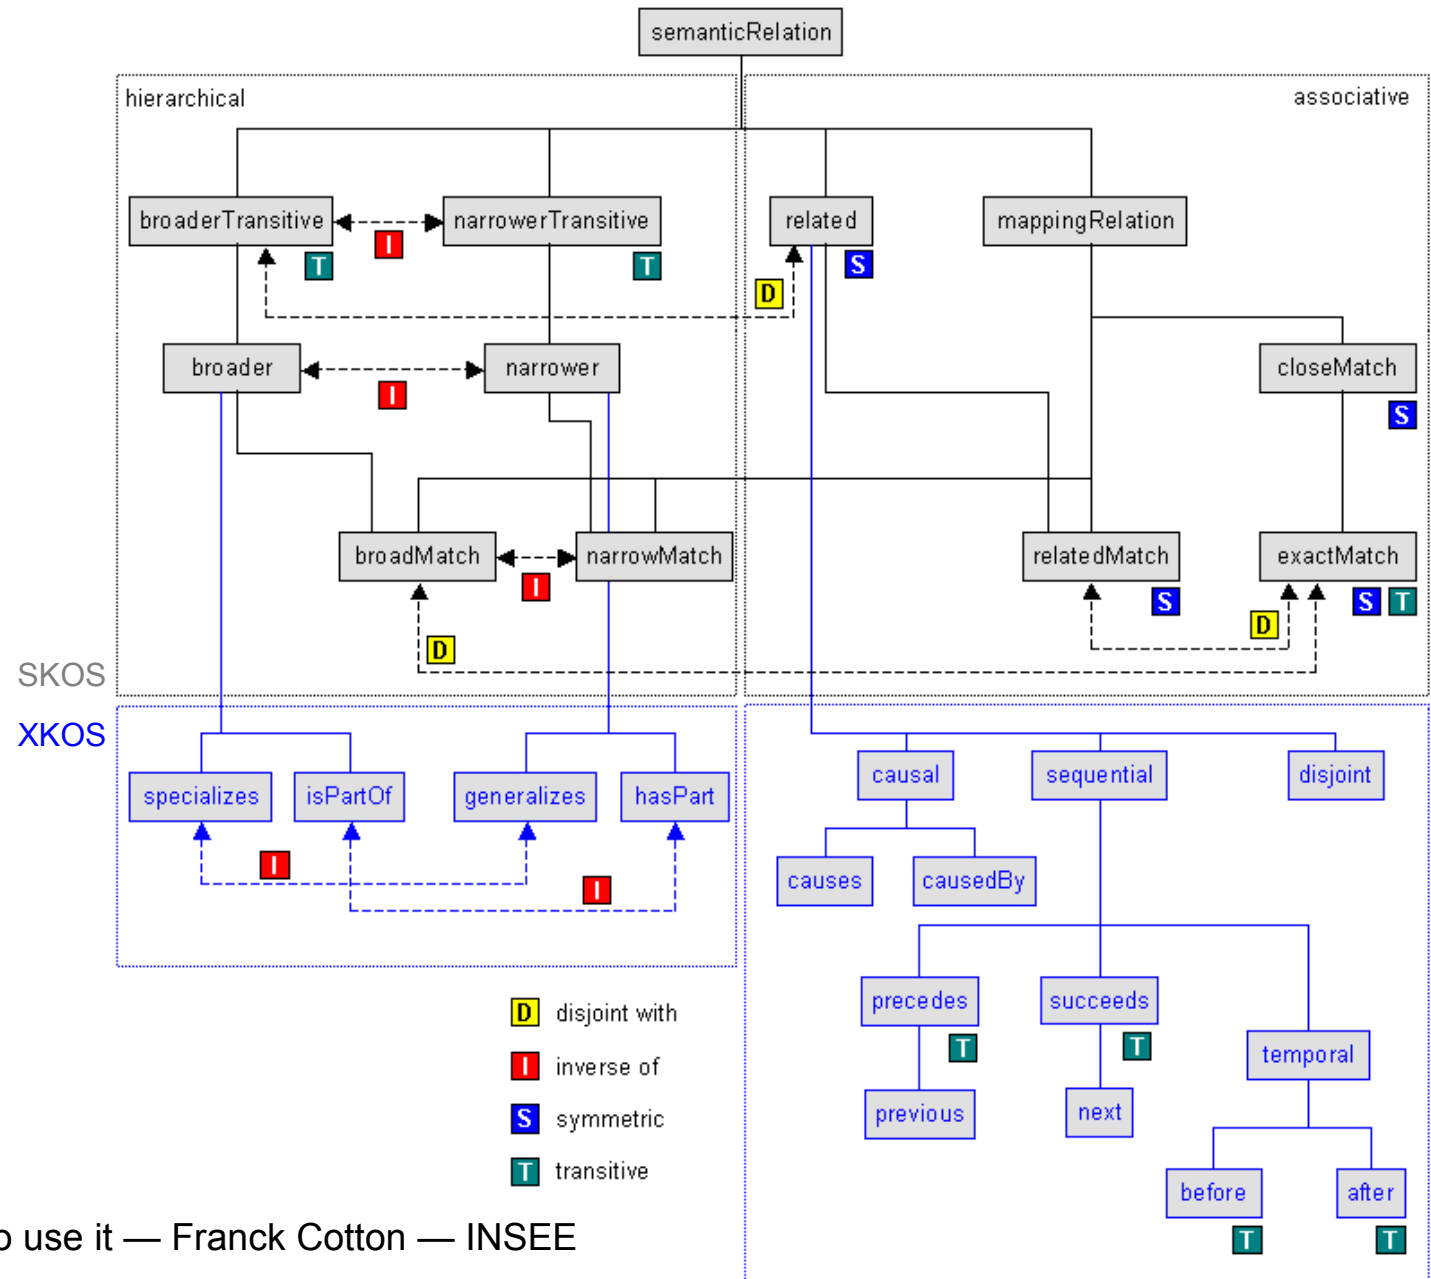 semanticRelation
hierarchical
associative
broaderTransitive
I
narrowerTransitive
related
mappingRelation
T
T
D
S
broader
I
narrower
closeMatch
S
broadMatch
I
narrowMatch
relatedMatch
exactMatch
S
S
T
D
D
SKOS
XKOS
specializes
isPartOf
generalizes
hasPart
causal
sequential
disjoint
I
I
causes
causedBy
precedes
succeeds
T
T
temporal
previous
next
before
after
T
T
D disjoint with
I inverse of
S symmetric
T transitive
o use it — Franck Cotton — INSEE